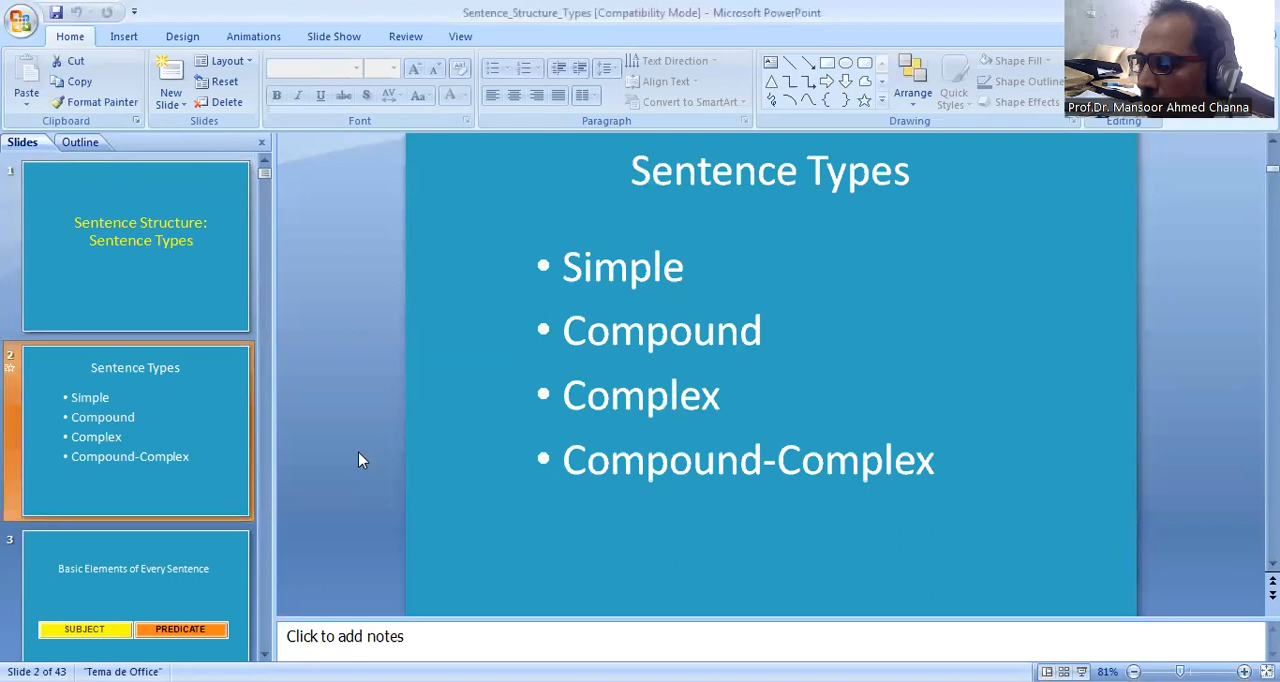 Sentence_Structure_Types [Compatibility Mode] - Microsoft PowerPoint
Home Insert Design Animations Slide Show Review View
Paste
Cut
Copy
Format Painter
Clipboard
New Slide
Layout
Reset
Delete
Slides
B I U abc S AV Aa A
Font
Text Direction
Align Text
Convert to SmartArt
Paragraph
Arrange
Quick Styles
Shape Fill
Shape Outline
Shape Effects
Drawing
Editing
Prof.Dr. Mansoor Ahmed Channa
Slides Outline
1
Sentence Structure:
Sentence Types
2
Sentence Types
• Simple
• Compound
• Complex
• Compound-Complex
3
Basic Elements of Every Sentence
SUBJECT PREDICATE
Sentence Types
• Simple
• Compound
• Complex
• Compound-Complex
Click to add notes
Slide 2 of 43 "Tema de Office" 81%